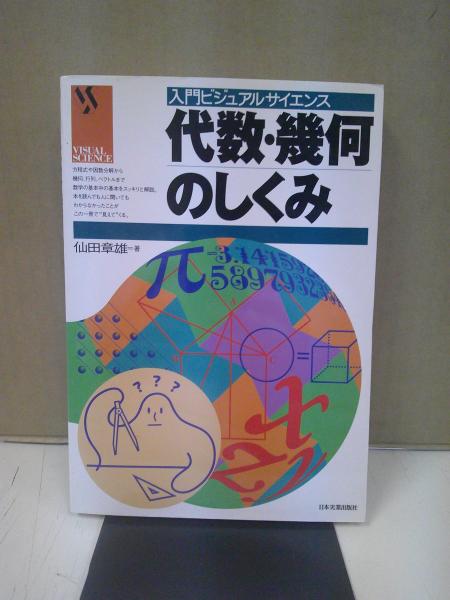 入門ビジュアルサイエンス
代数・幾何
のしくみ
VISUAL
SCIENCE
方程式や因数分解から
幾何、行列、ベクトルまで
数学の基本中の基本をスッキリと解説。
本を読んでも人に聞いても
わからなかったことが
この一冊で“見えて”くる。
仙田章雄＝著
π=3.141592
5897932
???
日本実業出版社